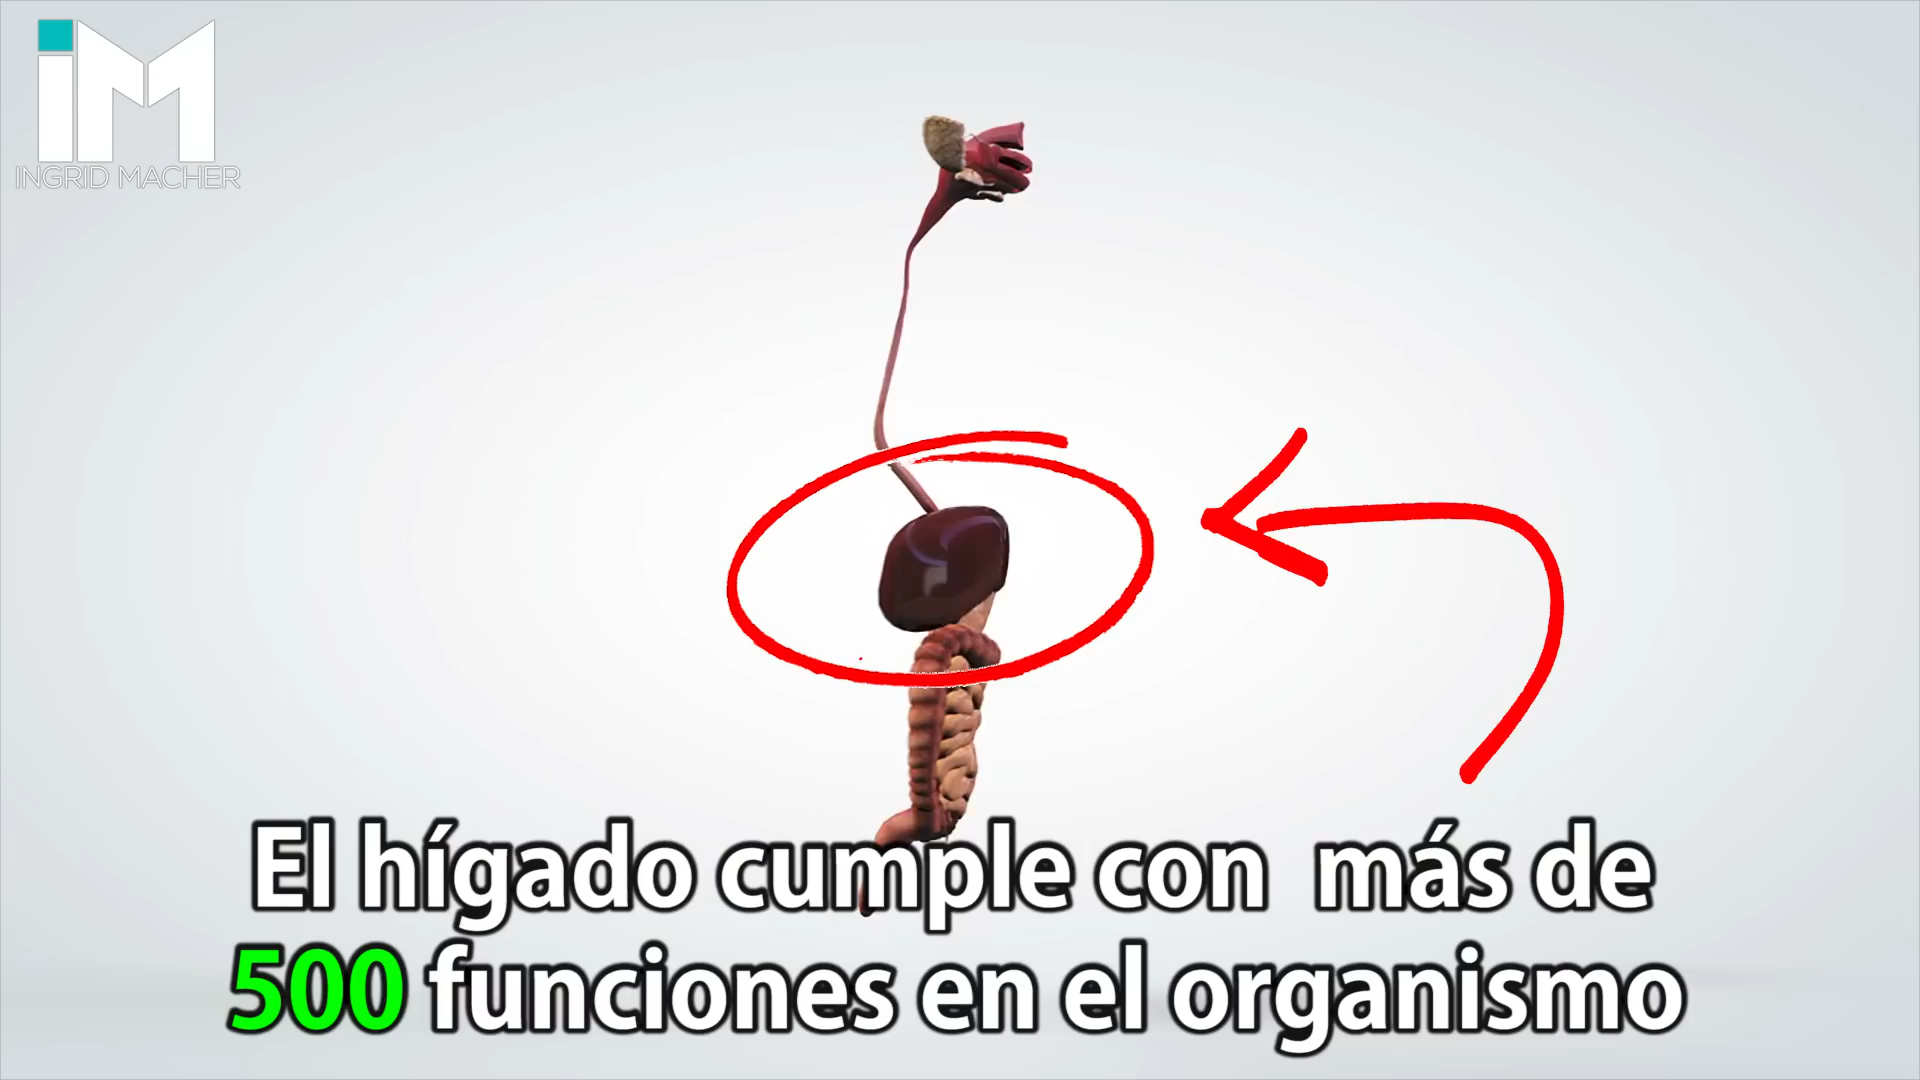 iM
INGRID MACHER
El hígado cumple con  más de
500 funciones en el organismo